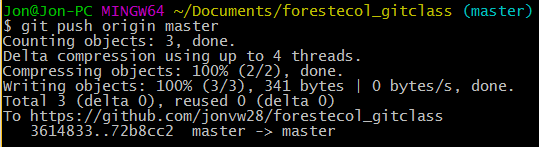 Jon@Jon-PC MINGW64 ~/Documents/forestecol_gitclass (master)
$ git push origin master
Counting objects: 3, done.
Delta compression using up to 4 threads.
Compressing objects: 100% (2/2), done.
Writing objects: 100% (3/3), 341 bytes | 0 bytes/s, done.
Total 3 (delta 0), reused 0 (delta 0)
To https://github.com/jonvw28/forestecol_gitclass
   3614833..72b8cc2  master -> master